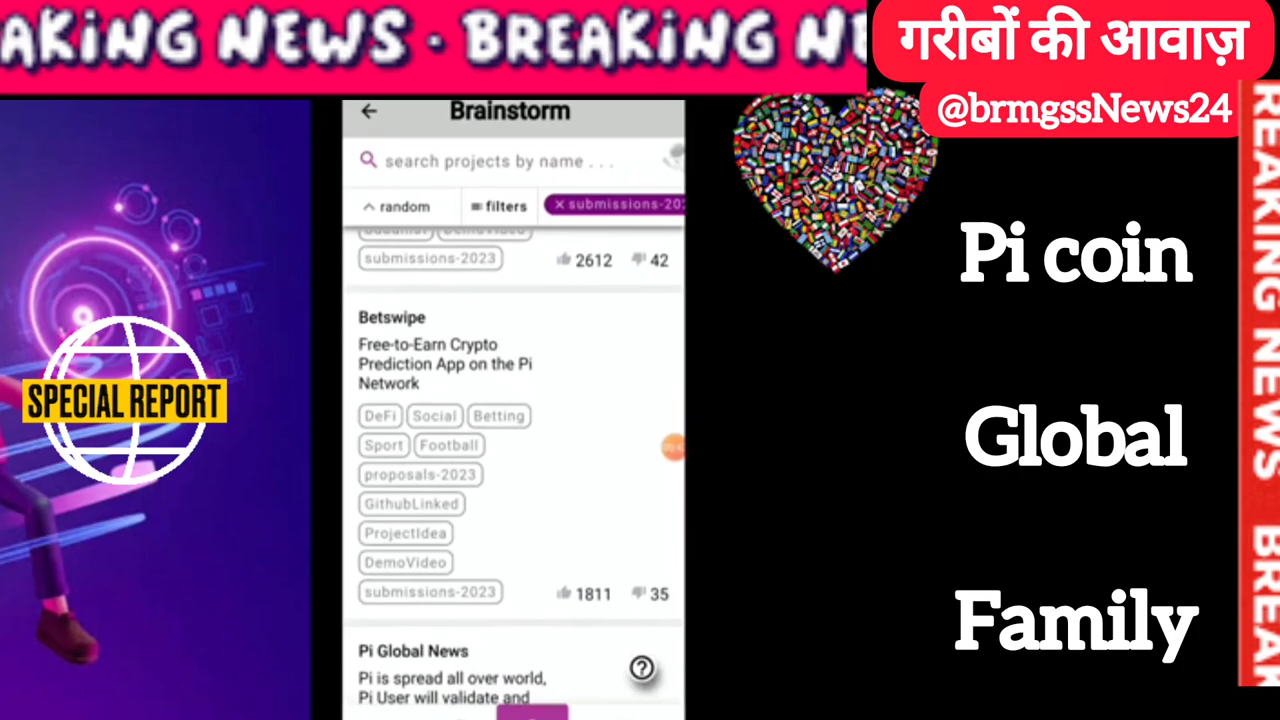 AKiNG NEWS · BREAKiNG NE
गरीबों की आवाज़
@brmgssNews24
Brainstorm
search projects by name . . .
random
filters
× submissions-202
DemoVideo
submissions-2023
2612
42
Betswipe
Free-to-Earn Crypto
Prediction App on the Pi
Network
DeFi Social Betting
Sport Football
proposals-2023
GithubLinked
ProjectIdea
DemoVideo
submissions-2023
1811
35
Pi Global News
Pi is spread all over world,
Pi User will validate and
SPECIAL REPORT
Pi coin
Global
Family
REAKING NEWS
BREAK